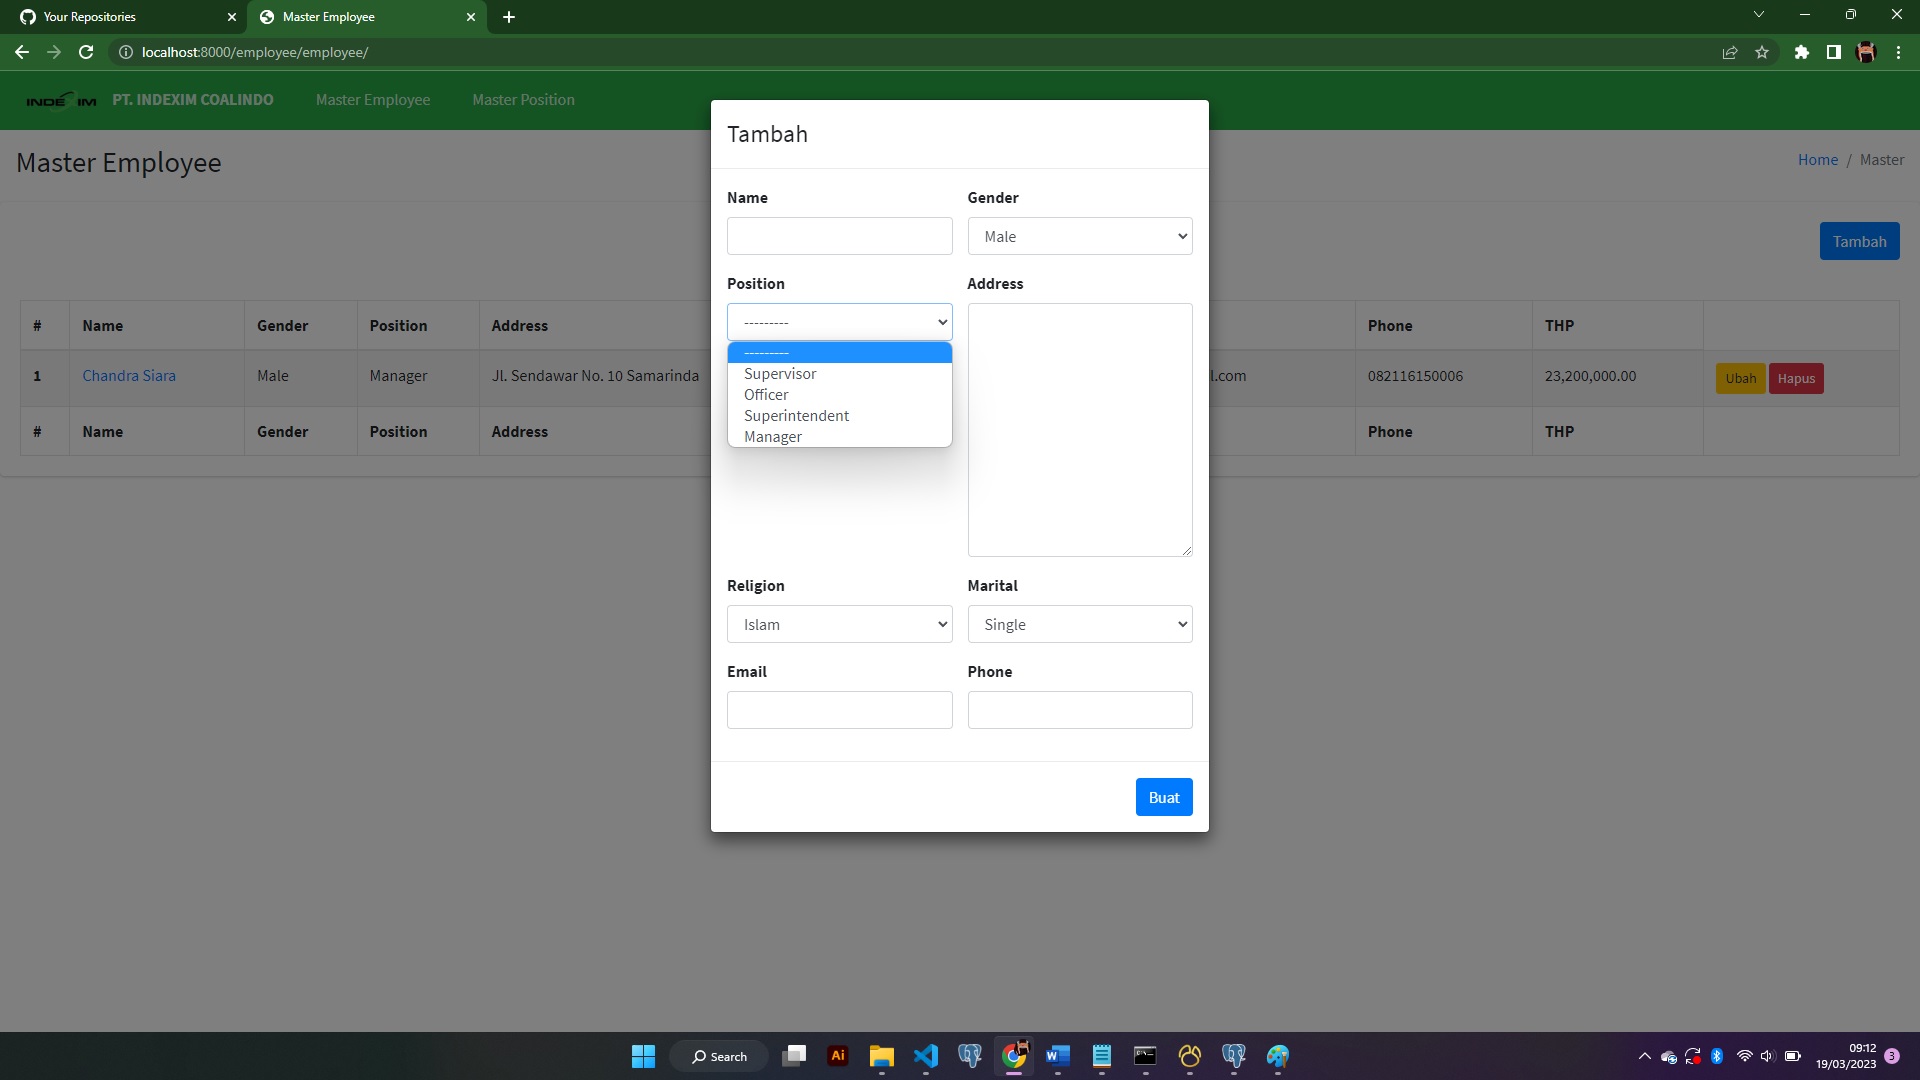 Your Repositories
Master Employee
localhost:8000/employee/employee/
INDEXIM PT. INDEXIM COALINDO Master Employee Master Position
Master Employee
Home / Master
Tambah
# Name Gender Position Address Phone THP
1 Chandra Siara Male Manager Jl. Sendawar No. 10 Samarinda l.com 082116150006 23,200,000.00 Ubah Hapus
# Name Gender Position Address Phone THP
Tambah
Name Gender
Male
Position Address
---------
---------
Supervisor
Officer
Superintendent
Manager
Religion Marital
Islam Single
Email Phone
Buat
Search
Ai
W
09:12
19/03/2023
3